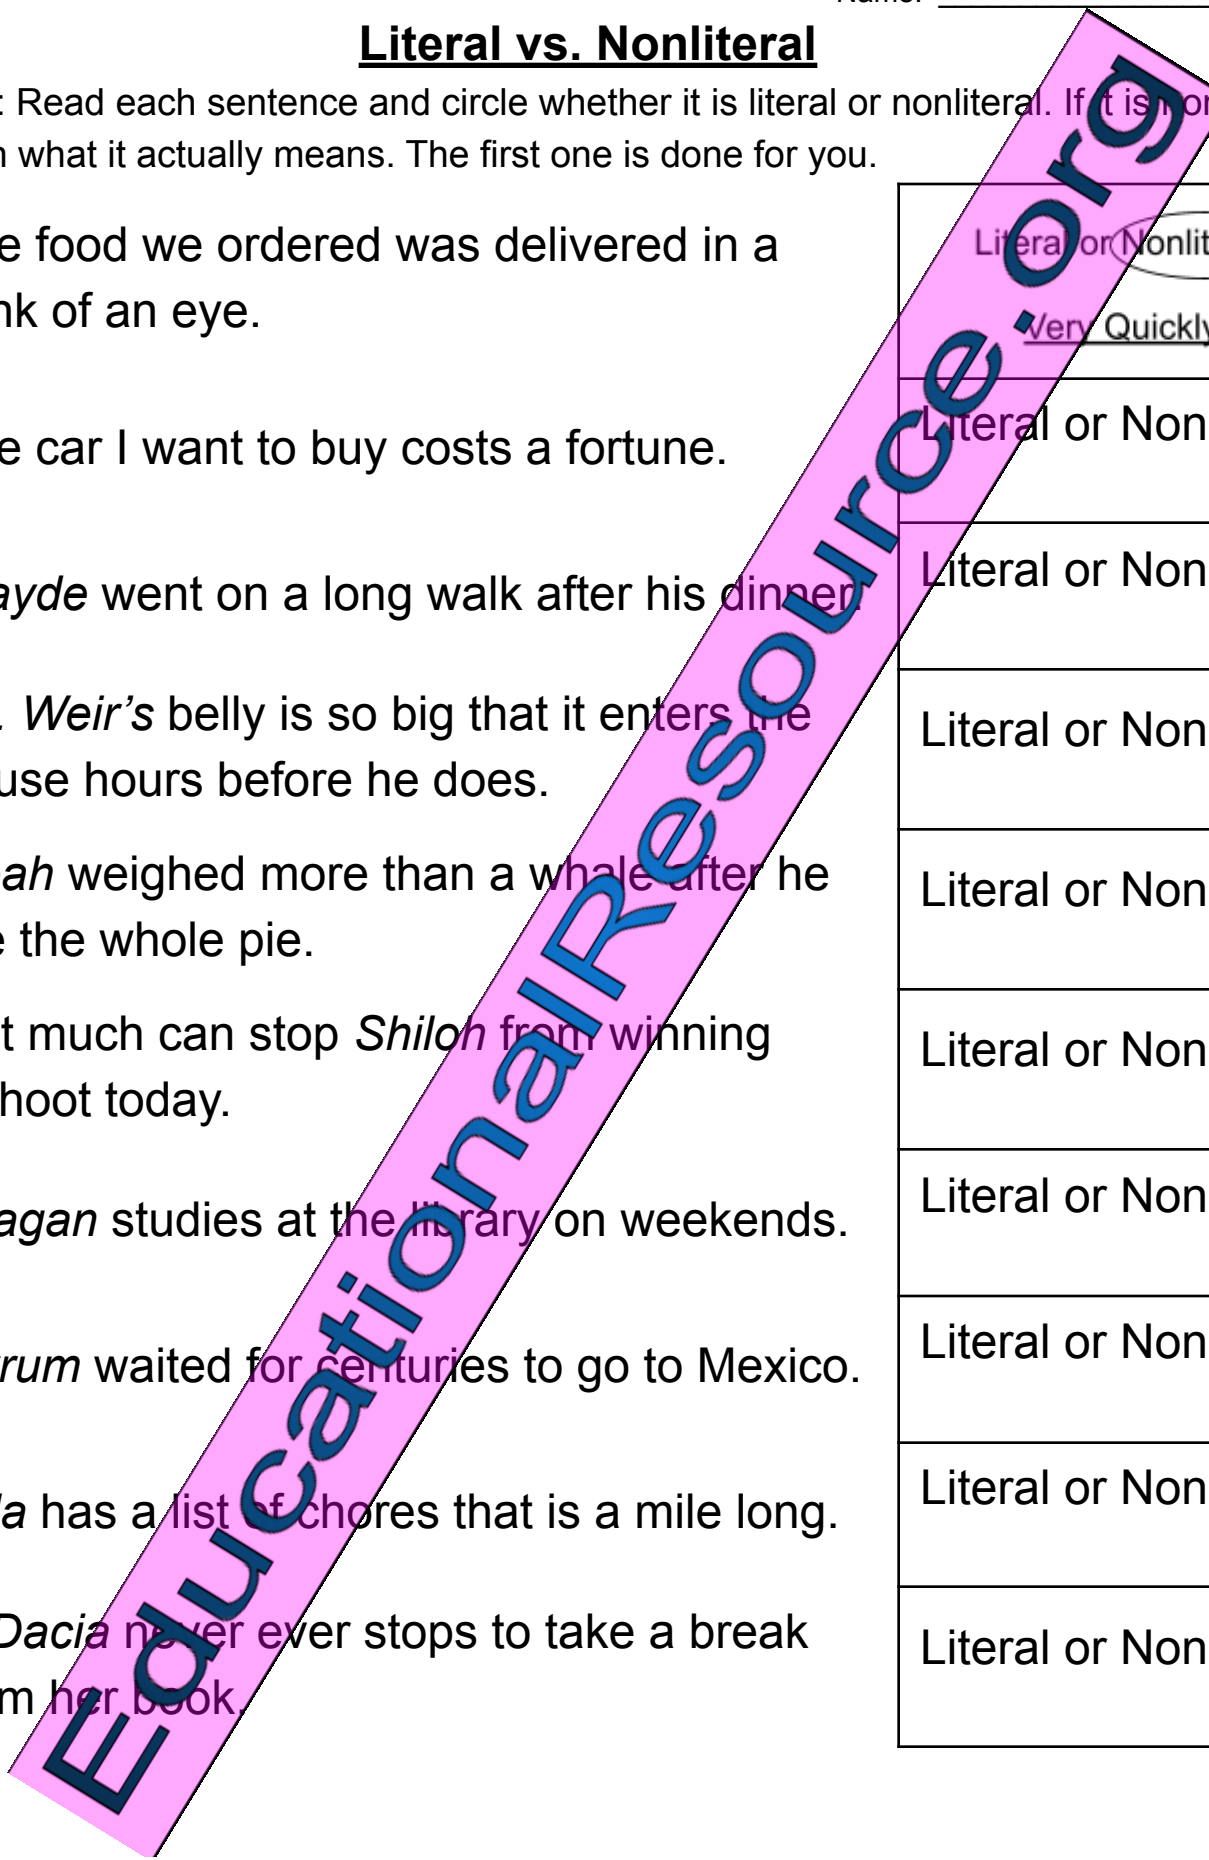 Name:
Literal vs. Nonliteral
: Read each sentence and circle whether it is literal or nonliteral. If it is
what it actually means. The first one is done for you.
e food we ordered was delivered in a
nk of an eye.
Literal or Nonlit
Very Quickly
e car I want to buy costs a fortune.
Literal or Non
ayde went on a long walk after his dinner.
Literal or Non
. Weir's belly is so big that it enters the
use hours before he does.
Literal or Non
ah weighed more than a whale after he
e the whole pie.
Literal or Non
t much can stop Shiloh from winning
hoot today.
Literal or Non
agan studies at the library on weekends.
Literal or Non
rum waited for centuries to go to Mexico.
Literal or Non
la has a list of chores that is a mile long.
Literal or Non
Dacia never ever stops to take a break
m her book.
Literal or Non
EducationalResource.org